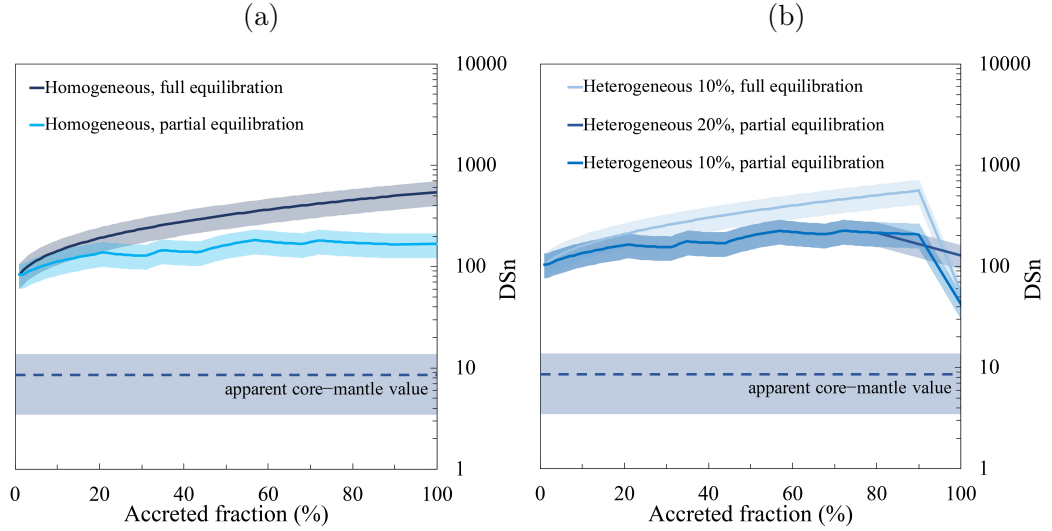 (a)
Homogeneous, full equilibration
Homogeneous, partial equilibration
apparent core−mantle value
10000
1000
100
10
1
DSn
0 20 40 60 80 100
Accreted fraction (%)
(b)
Heterogeneous 10%, full equilibration
Heterogeneous 20%, partial equilibration
Heterogeneous 10%, partial equilibration
apparent core−mantle value
10000
1000
100
10
1
DSn
0 20 40 60 80 100
Accreted fraction (%)